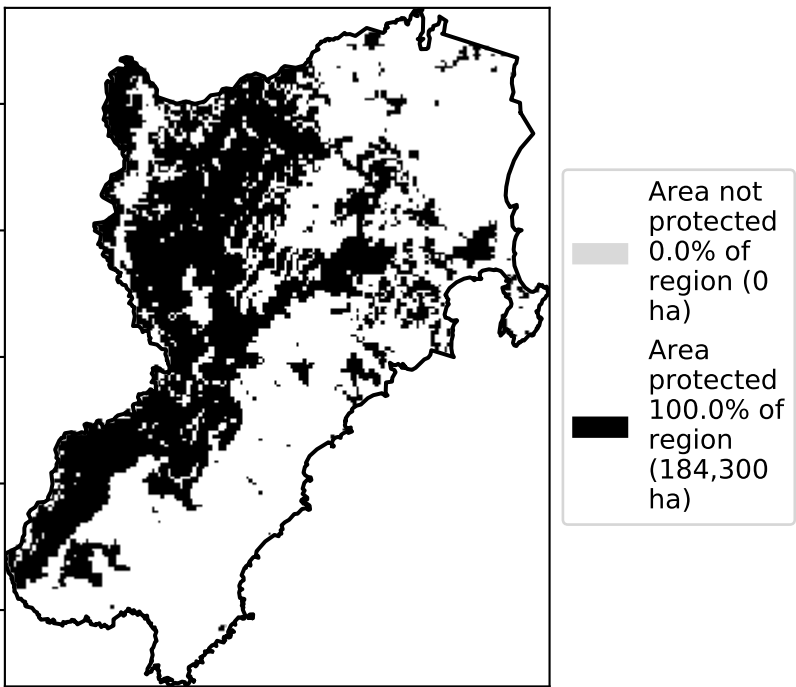 Area not
protected
0.0% of
region (0
ha)
Area
protected
100.0% of
region
(184,300
ha)